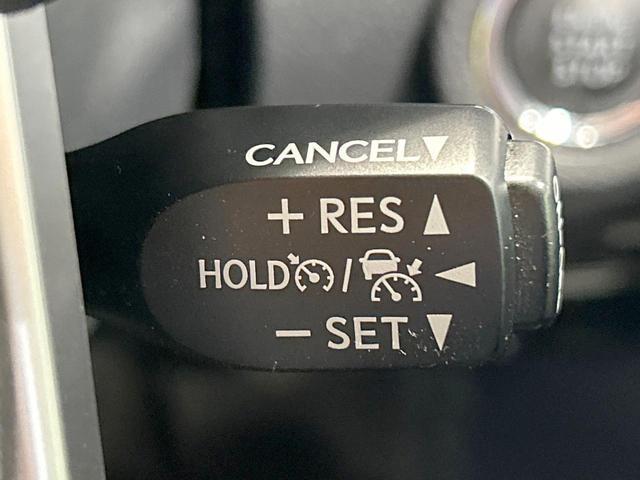 CANCEL▼
+ RES ▲
HOLD / ◀
− SET ▼